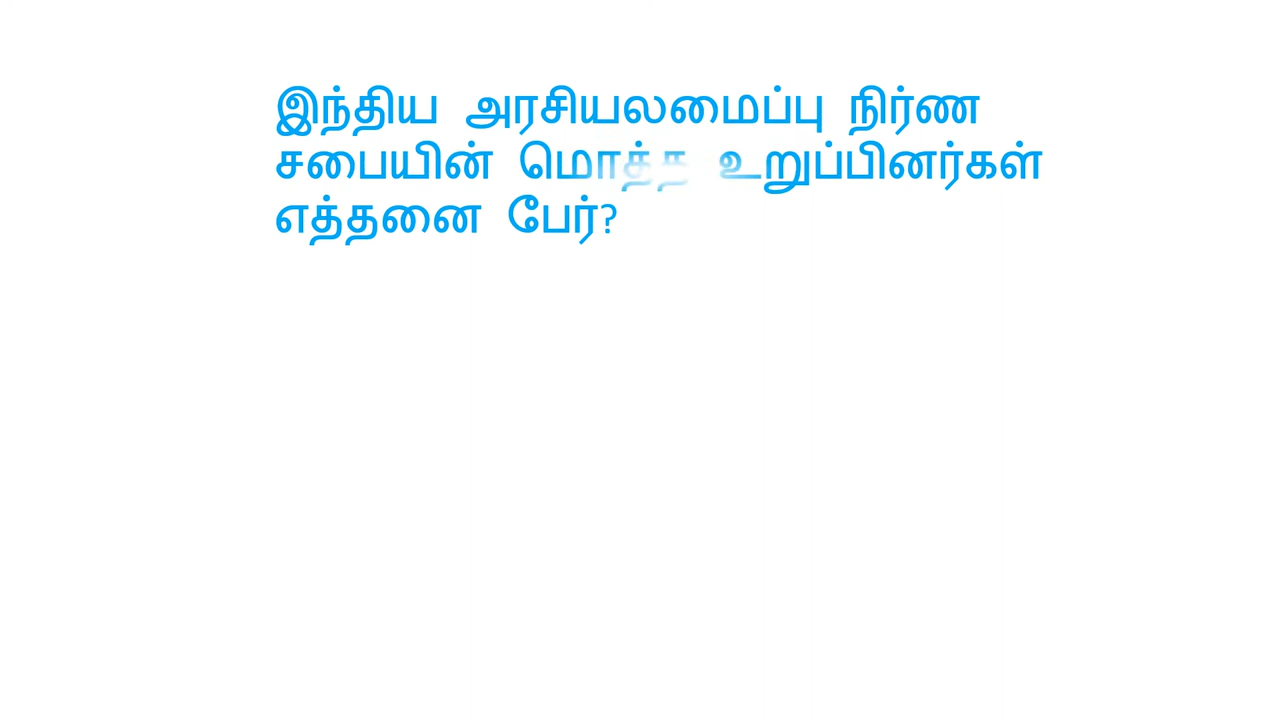 இந்திய அரசியலமைப்பு நிர்ண
சபையின் மொத்த உறுப்பினர்கள்
எத்தனை பேர்?